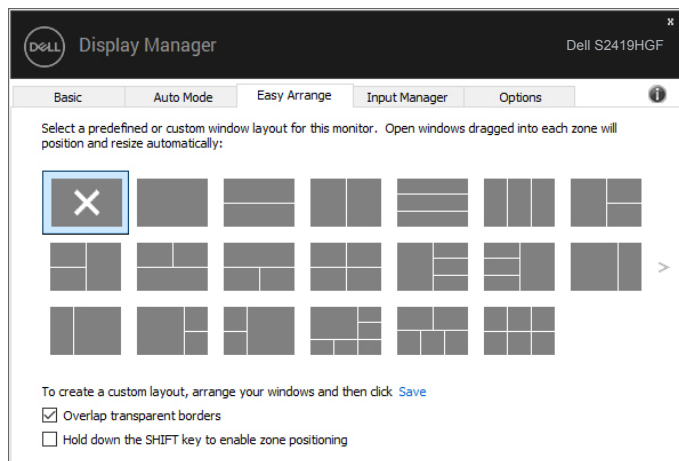 x
DELL
Display Manager
Dell S2419HGF
Basic Auto Mode Easy Arrange Input Manager Options
Select a predefined or custom window layout for this monitor. Open windows dragged into each zone will
position and resize automatically:
>
To create a custom layout, arrange your windows and then click Save
Overlap transparent borders
Hold down the SHIFT key to enable zone positioning